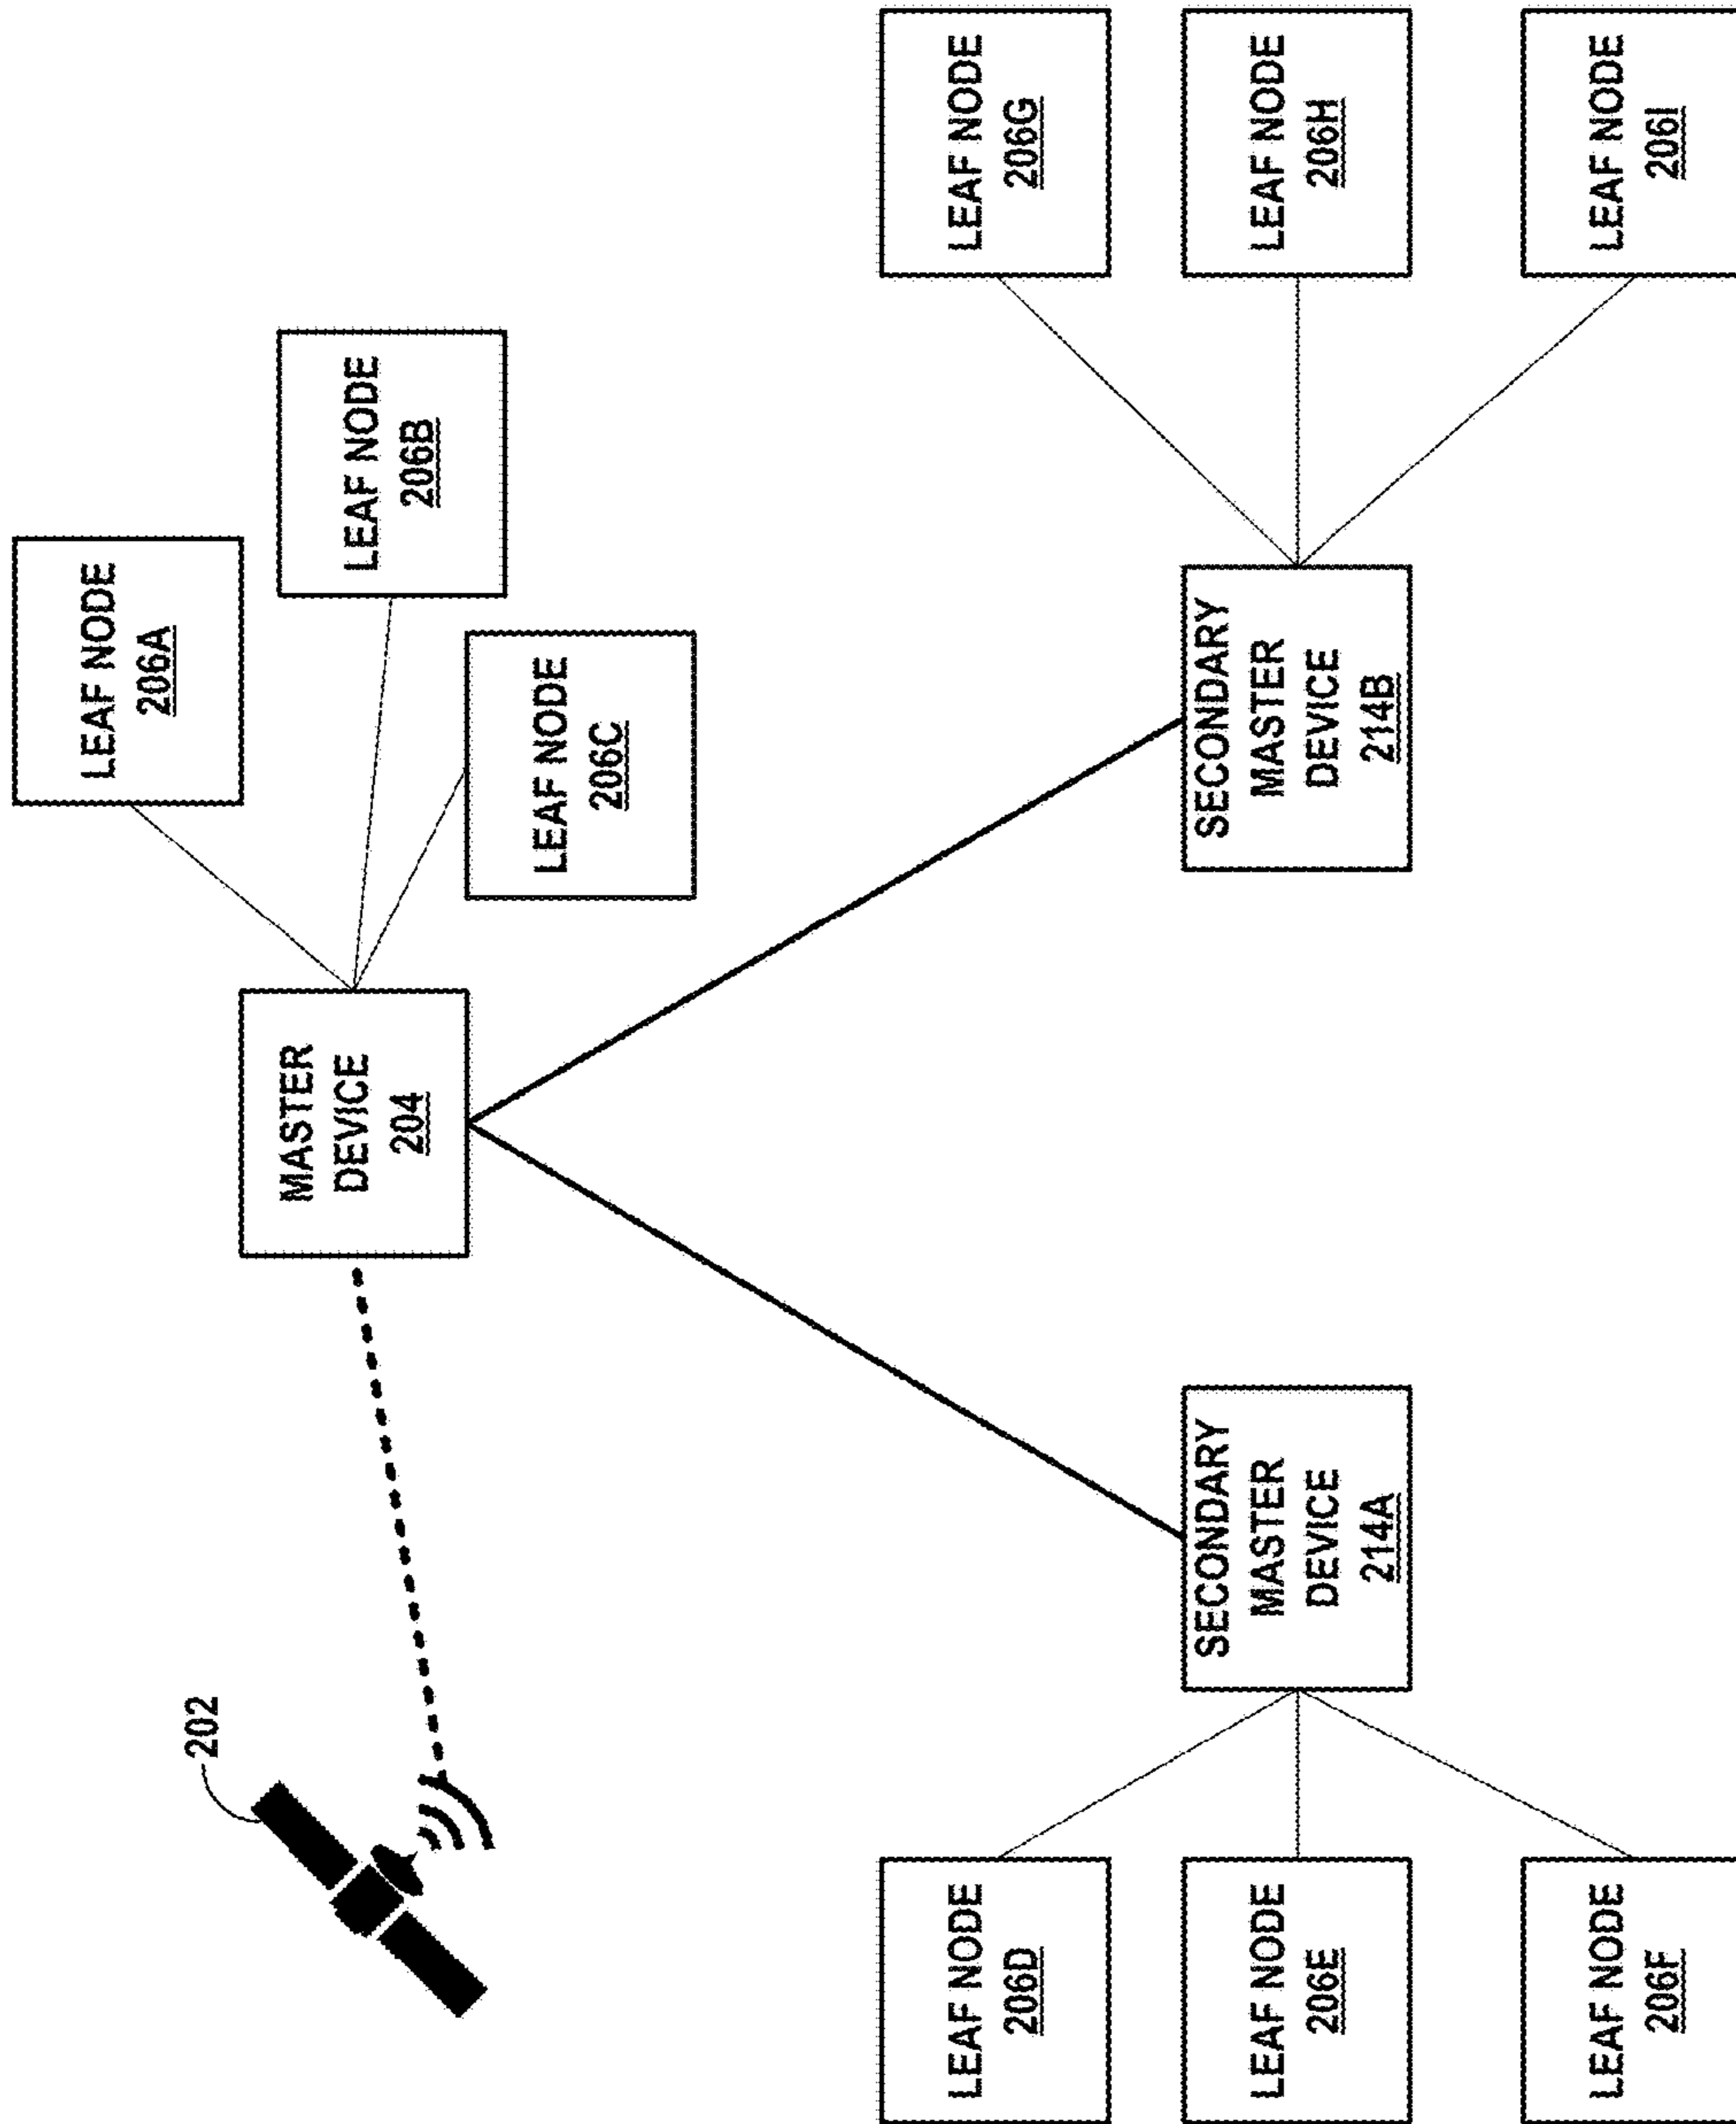 202
MASTER
DEVICE
204
LEAF NODE
206A
LEAF NODE
206B
LEAF NODE
206C
SECONDARY
MASTER
DEVICE
214A
SECONDARY
MASTER
DEVICE
214B
LEAF NODE
206D
LEAF NODE
206E
LEAF NODE
206F
LEAF NODE
206G
LEAF NODE
206H
LEAF NODE
206I